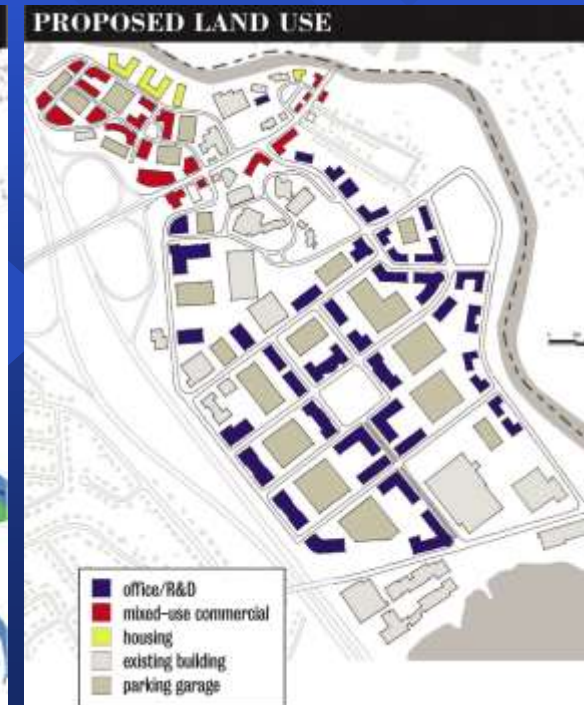 PROPOSED LAND USE
office/R&D
mixed-use commercial
housing
existing building
parking garage